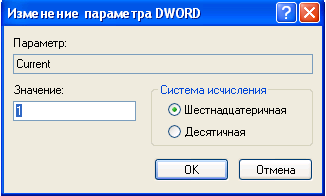 Изменение параметра DWORD
Параметр:
Current
Значение:
1
Система исчисления
Шестнадцатеричная
Десятичная
OK
Отмена